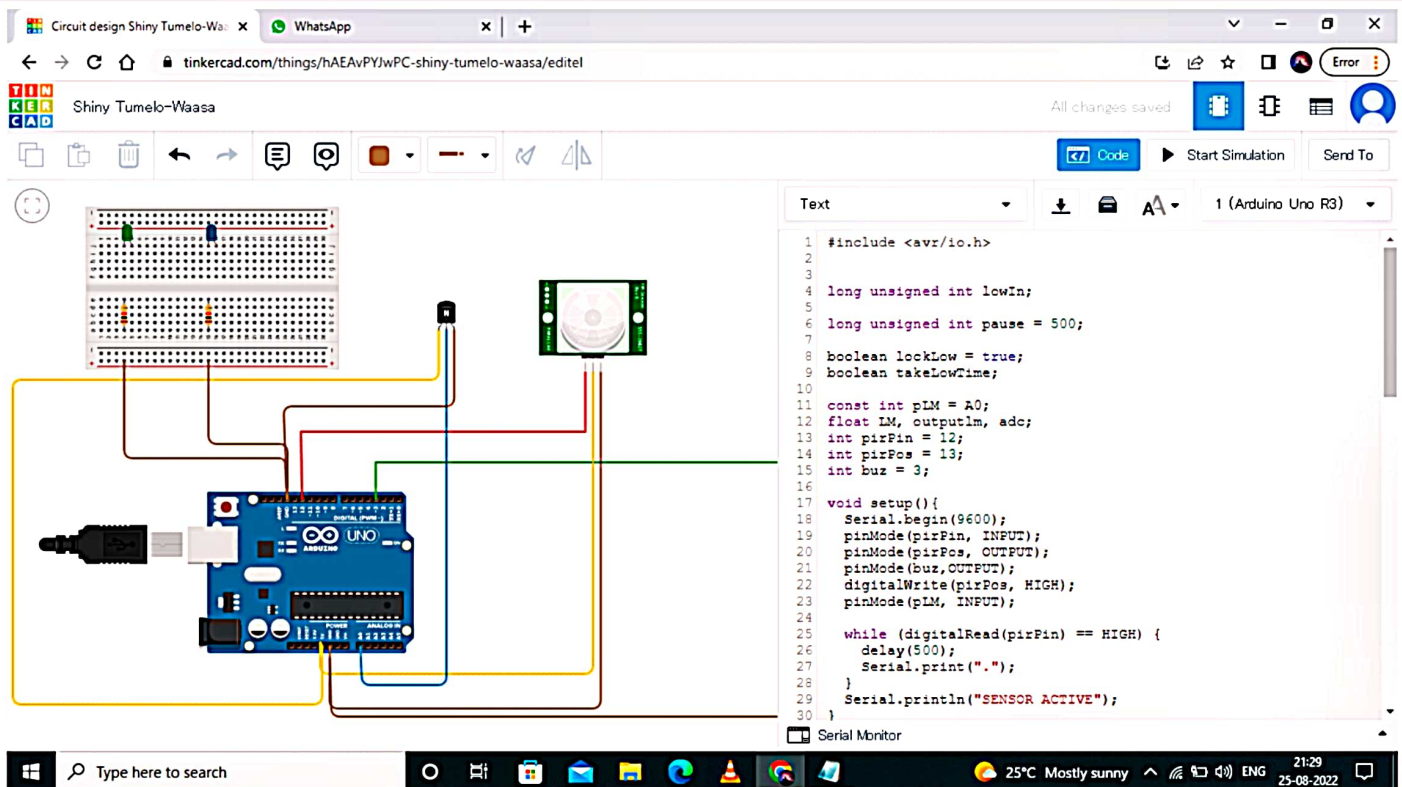 Circuit design Shiny Tumelo-Wa
WhatsApp
tinkercad.com/things/hAEAvPYJwPC-shiny-tumelo-waasa/editel
Error
TIN
KER
CAD
Shiny Tumelo-Waasa
All changes saved
Code
Start Simulation
Send To
Text
1 (Arduino Uno R3)
1 #include <avr/io.h>
2
3
4 long unsigned int lowIn;
5
6 long unsigned int pause = 500;
7
8 boolean lockLow = true;
9 boolean takeLowTime;
10
11 const int pLM = A0;
12 float LM, outputlm, adc;
13 int pirPin = 12;
14 int pirPos = 13;
15 int buz = 3;
16
17 void setup(){
18 Serial.begin(9600);
19 pinMode(pirPin, INPUT);
20 pinMode(pirPos, OUTPUT);
21 pinMode(buz,OUTPUT);
22 digitalWrite(pirPos, HIGH);
23 pinMode(pLM, INPUT);
24
25 while (digitalRead(pirPin) == HIGH) {
26 delay(500);
27 Serial.print(".");
28 }
29 Serial.println("SENSOR ACTIVE");
30 }
DIGITAL (PWM~)
UNO
ARDUINO
POWER
ANALOG IN
Serial Monitor
Type here to search
25°C Mostly sunny
ENG
21:29
25-08-2022